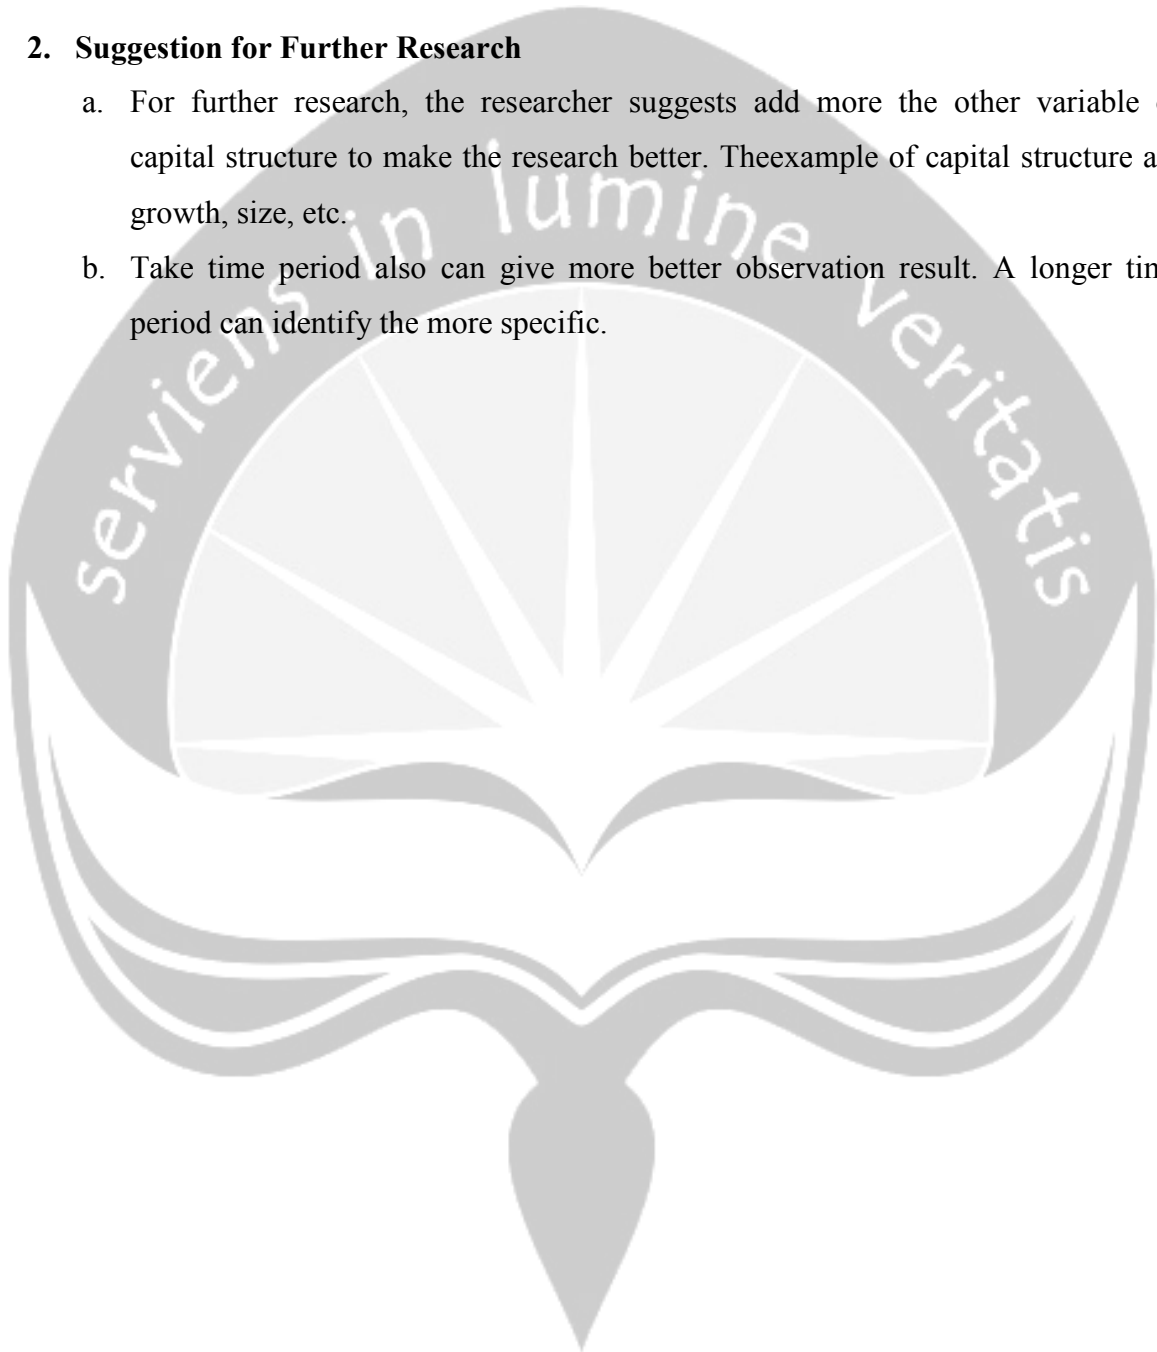 2. Suggestion for Further Research
a. For further research, the researcher suggests add more the other variable
capital structure to make the research better. Theexample of capital structure
growth, size, etc.
b. Take time period also can give more better observation result. A longer
period can identify the more specific.
serviens in lumine veritatis